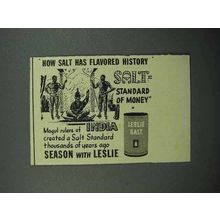 HOW SALT HAS FLAVORED HISTORY
SALT:
"STANDARD
OF MONEY"
Mogul rulers of INDIA
created a Salt Standard
thousands of years ago
SEASON WITH LESLIE
LESLIE
SALT